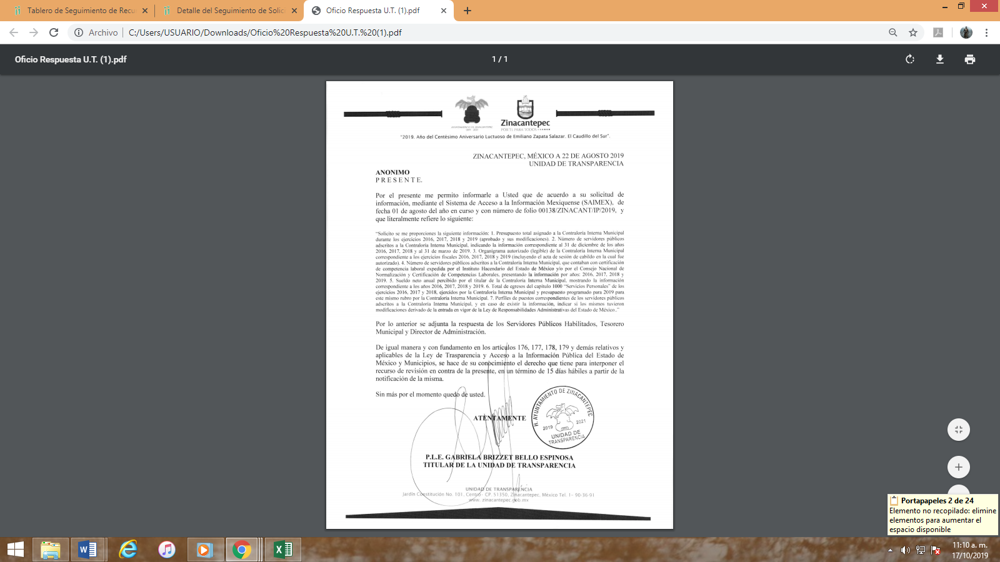 Tablero de Seguimiento de Recu
Detalle del Seguimiento de Solic
Oficio Respuesta U.T. (1).pdf
Archivo
C:/Users/USUARIO/Downloads/Oficio%20Respuesta%20U.T.%20(1).pdf
Oficio Respuesta U.T. (1).pdf
1 / 1
Zinacantepec
"2019. Año del Centésimo Aniversario Luctuoso de Emiliano Zapata Salazar. El Caudillo del Sur".
ZINACANTEPEC, MÉXICO A 22 DE AGOSTO 2019
UNIDAD DE TRANSPARENCIA
ANONIMO
P R E S E N T E.
Por el presente me permito informarle a Usted que de acuerdo a su solicitud de
información, mediante el Sistema de Acceso a la Información Mexiquense (SAIMEX), de
fecha 01 de agosto del año en curso y con número de folio 00138/ZINACANT/IP/2019, y
que literalmente refiere lo siguiente:
"Solicito se me proporciones la siguiente información: 1. Presupuesto total asignado a la Contraloría Interna Municipal
durante los ejercicios 2016, 2017, 2018 y 2019 (aprobado y sus modificaciones). 2. Número de servidores públicos
adscritos a la Contraloría Interna Municipal, indicando la información correspondiente al 31 de diciembre de los años
2016, 2017, 2018 y al 31 de marzo de 2019. 3. Organigrama autorizado (legible) de la Contraloría Interna Municipal
correspondiente a los ejercicios fiscales 2016, 2017, 2018 y 2019 (incluyendo el acta de sesión de cabildo en la cual fue
autorizado). 4. Número de servidores públicos adscritos a la Contraloría Interna Municipal, que contaban con certificación
de competencia laboral expedida por el Instituto Hacendario del Estado de México y/o por el Consejo Nacional de
Normalización y Certificación de Competencias Laborales, presentando la información por años: 2016, 2017, 2018 y
2019. 5. Sueldo neto anual percibido por el titular de la Contraloría Interna Municipal, mostrando la información
correspondiente a los años 2016, 2017, 2018 y 2019. 6. Total de egresos del capítulo 1000 "Servicios Personales" de los
ejercicios 2016, 2017 y 2018, ejercidos por la Contraloría Interna Municipal y presupuesto programado para 2019 para
este mismo rubro por la Contraloría Interna Municipal. 7. Perfiles de puestos correspondientes de los servidores públicos
adscritos a la Contraloría Interna Municipal, y en caso de existir la información, indicar si los mismos tuvieron
modificaciones derivado de la entrada en vigor de la Ley de Responsabilidades Administrativas del Estado de México.."
Por lo anterior se adjunta la respuesta de los Servidores Públicos Habilitados, Tesorero
Municipal y Director de Administración.
De igual manera y con fundamento en los artículos 176, 177, 178, 179 y demás relativos y
aplicables de la Ley de Trasparencia y Acceso a la Información Pública del Estado de
México y Municipios, se hace de su conocimiento el derecho que tiene para interponer el
recurso de revisión en contra de la presente, en un término de 15 días hábiles a partir de la
notificación de la misma.
Sin más por el momento quedo de usted.
ATENTAMENTE
H. AYUNTAMIENTO DE ZINACANTEPEC
2019 2021
UNIDAD DE
TRANSPARENCIA
P.L.E. GABRIELA BRIZZET BELLO ESPINOSA
TITULAR DE LA UNIDAD DE TRANSPARENCIA
UNIDAD DE TRANSPARENCIA
Jardín Constitución No. 101, Centro · CP. 51350, Zinacantepec, México Tel. 1- 90-36-91
www. zinacantepec.gob.mx
Portapapeles 2 de 24
Elemento no recopilado: elimine
elementos para aumentar el
espacio disponible
11:10 a. m.
17/10/2019